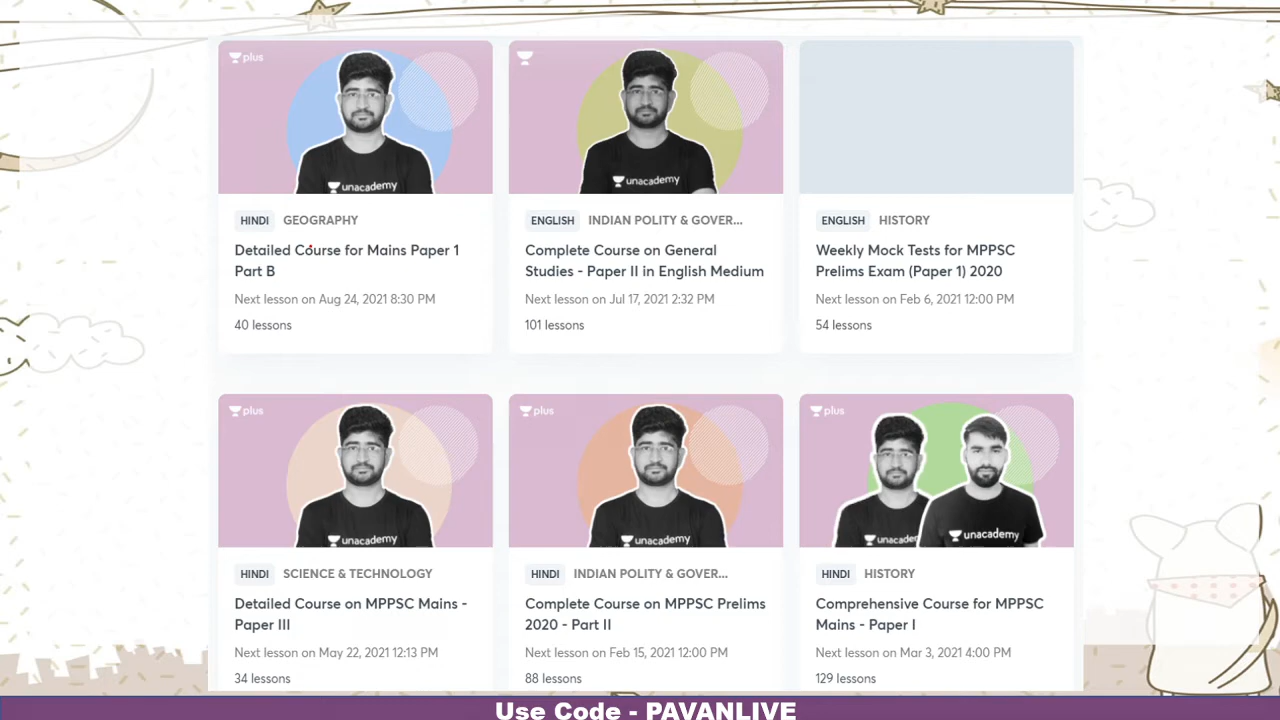 plus
unacademy
HINDI GEOGRAPHY
Detailed Course for Mains Paper 1
Part B
Next lesson on Aug 24, 2021 8:30 PM
40 lessons
unacademy
ENGLISH INDIAN POLITY & GOVER...
Complete Course on General
Studies - Paper II in English Medium
Next lesson on Jul 17, 2021 2:32 PM
101 lessons
ENGLISH HISTORY
Weekly Mock Tests for MPPSC
Prelims Exam (Paper 1) 2020
Next lesson on Feb 6, 2021 12:00 PM
54 lessons
plus
unacademy
HINDI SCIENCE & TECHNOLOGY
Detailed Course on MPPSC Mains -
Paper III
Next lesson on May 22, 2021 12:13 PM
34 lessons
plus
unacademy
HINDI INDIAN POLITY & GOVER...
Complete Course on MPPSC Prelims
2020 - Part II
Next lesson on Feb 15, 2021 12:00 PM
88 lessons
plus
unacader unacademy
HINDI HISTORY
Comprehensive Course for MPPSC
Mains - Paper I
Next lesson on Mar 3, 2021 4:00 PM
129 lessons
Use Code - PAVANLIVE